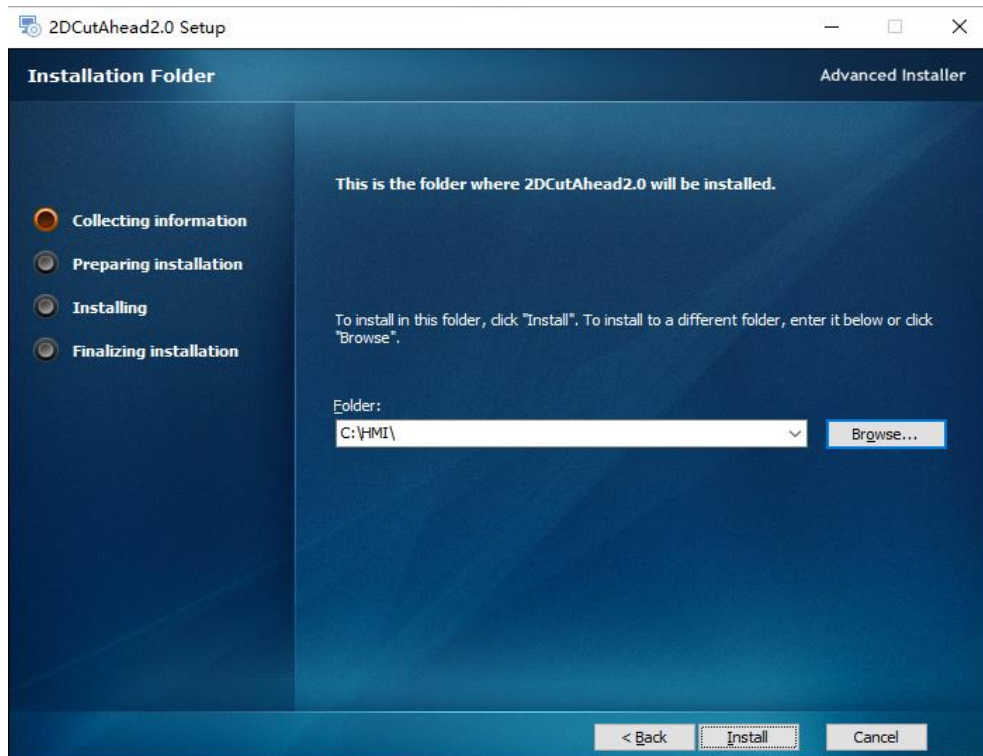 2DCutAhead2.0 Setup
Installation Folder
Advanced Installer
This is the folder where 2DCutAhead2.0 will be installed.
Collecting information
Preparing installation
Installing
Finalizing installation
To install in this folder, click "Install". To install to a different folder, enter it below or click
"Browse".
Folder:
C:\HMI\
Browse...
< Back
Install
Cancel